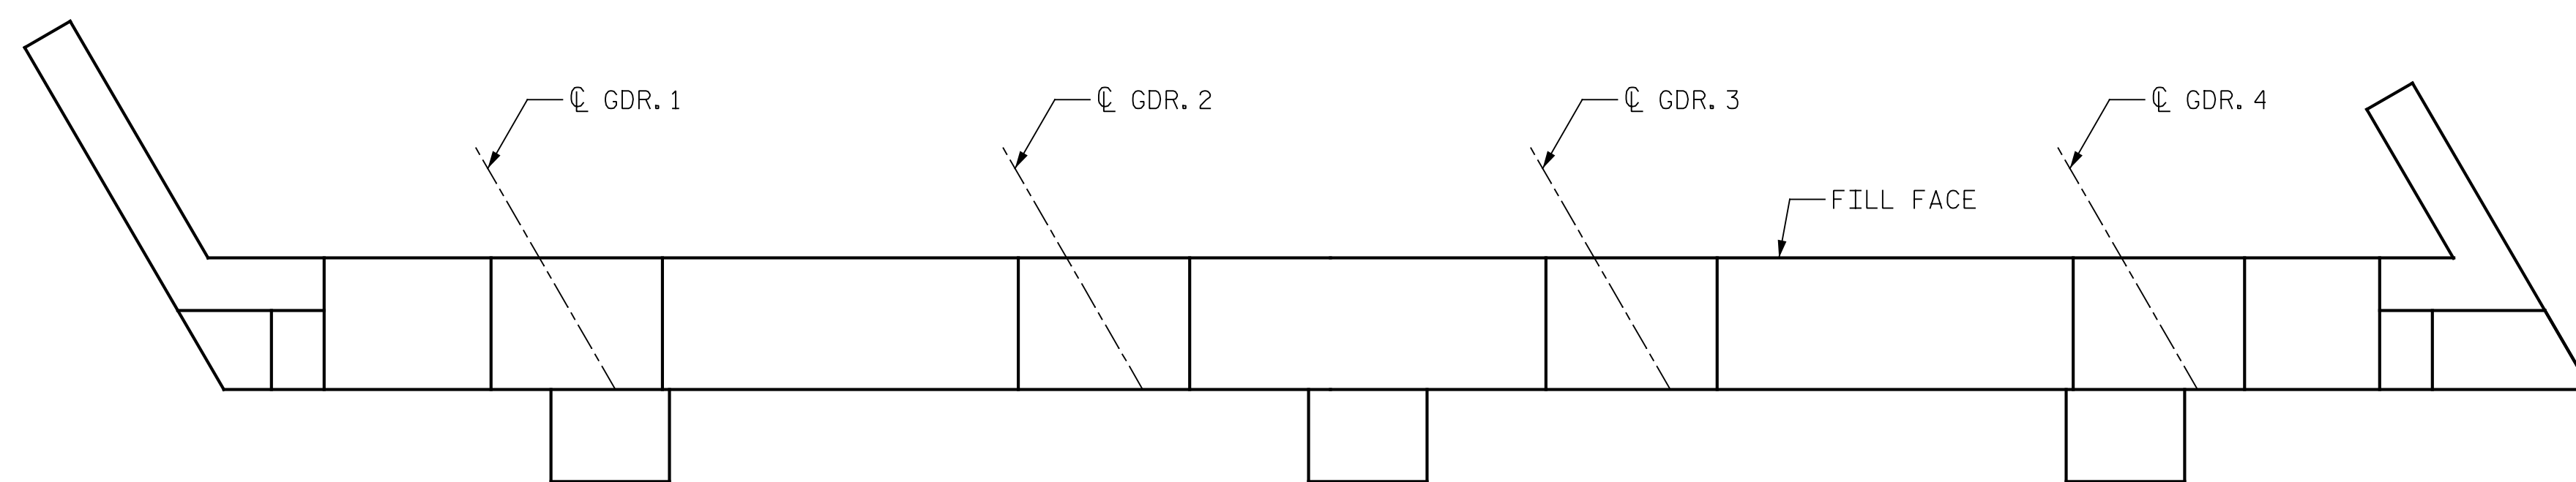 ℄ GDR. 1
℄ GDR. 2
℄ GDR. 3
℄ GDR. 4
FILL FACE